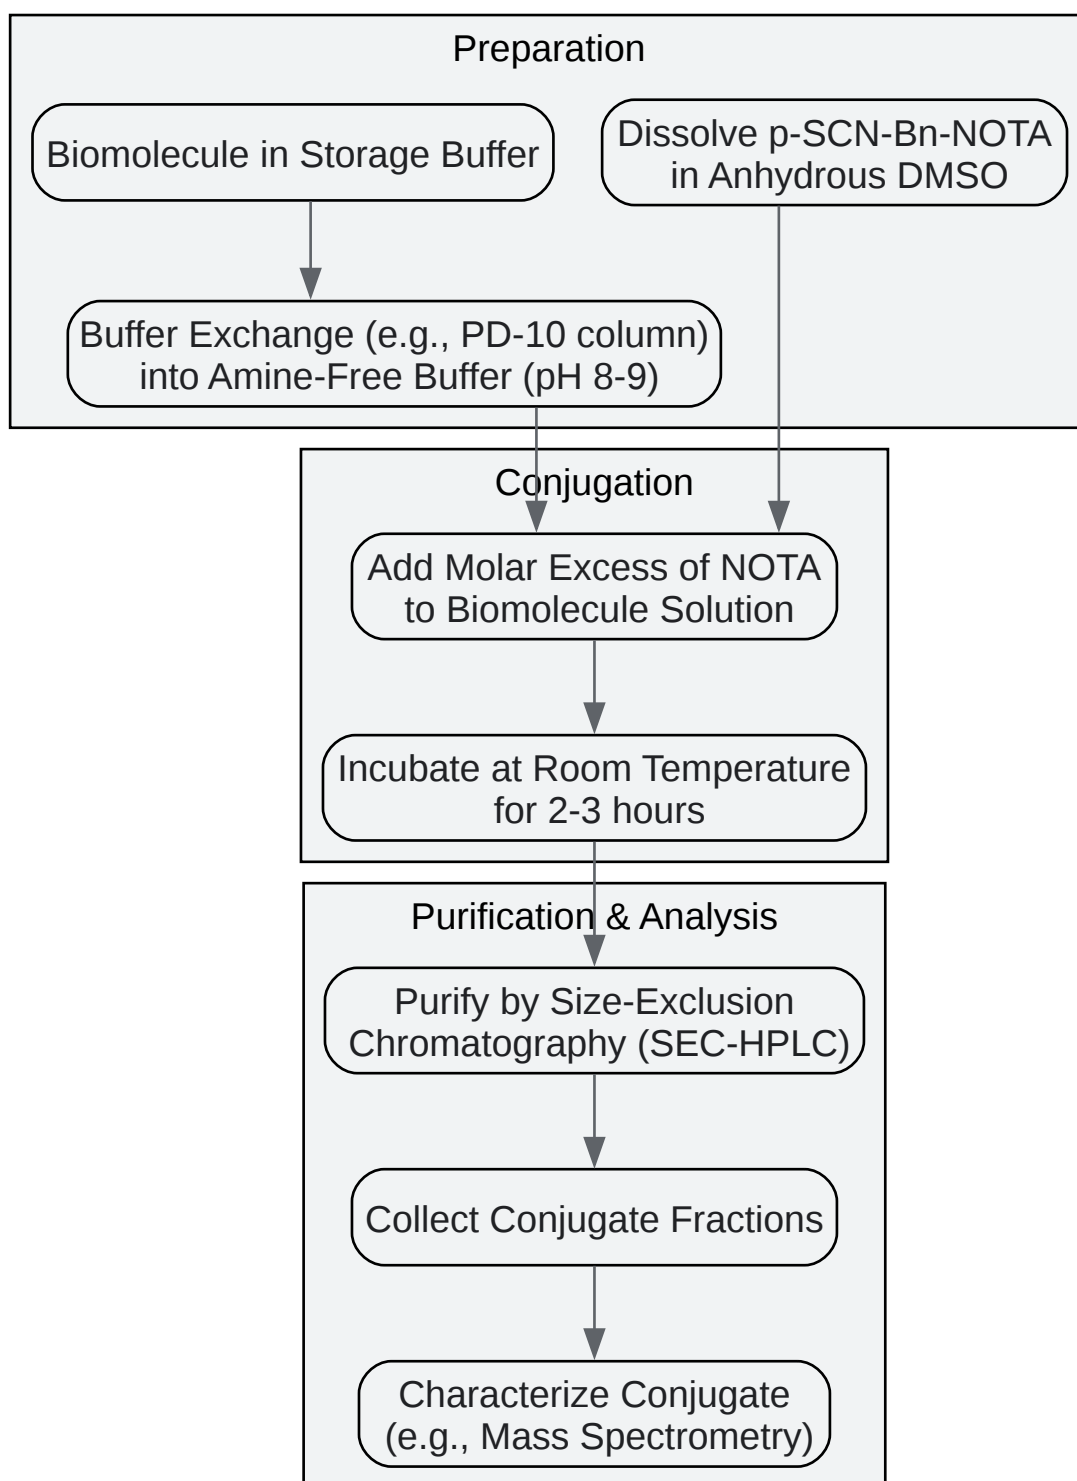 Preparation
Biomolecule in Storage Buffer
Dissolve p-SCN-Bn-NOTA
in Anhydrous DMSO
Buffer Exchange (e.g., PD-10 column)
into Amine-Free Buffer (pH 8-9)
Conjugation
Add Molar Excess of NOTA
to Biomolecule Solution
Incubate at Room Temperature
for 2-3 hours
Purification & Analysis
Purify by Size-Exclusion
Chromatography (SEC-HPLC)
Collect Conjugate Fractions
Characterize Conjugate
(e.g., Mass Spectrometry)